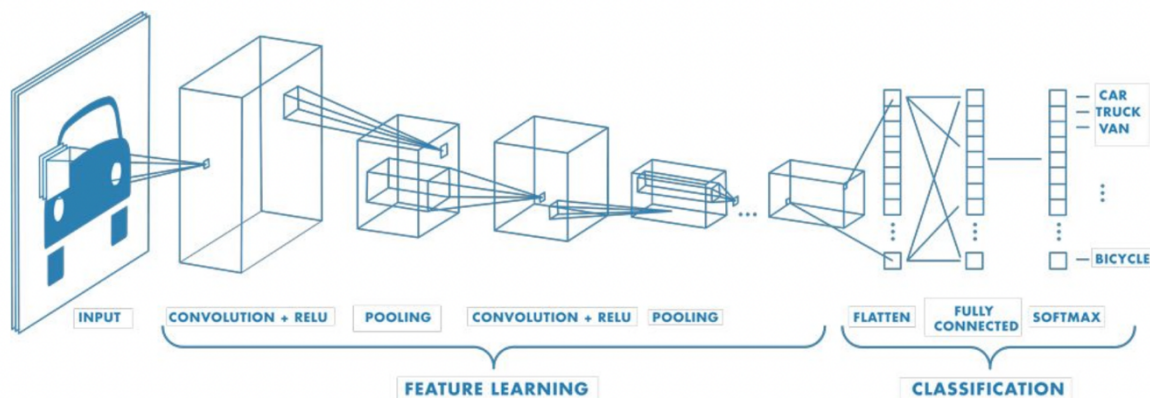 CAR
TRUCK
VAN
BICYCLE
INPUT
CONVOLUTION + RELU
POOLING
CONVOLUTION + RELU
POOLING
FLATTEN
FULLY
CONNECTED
SOFTMAX
FEATURE LEARNING
CLASSIFICATION